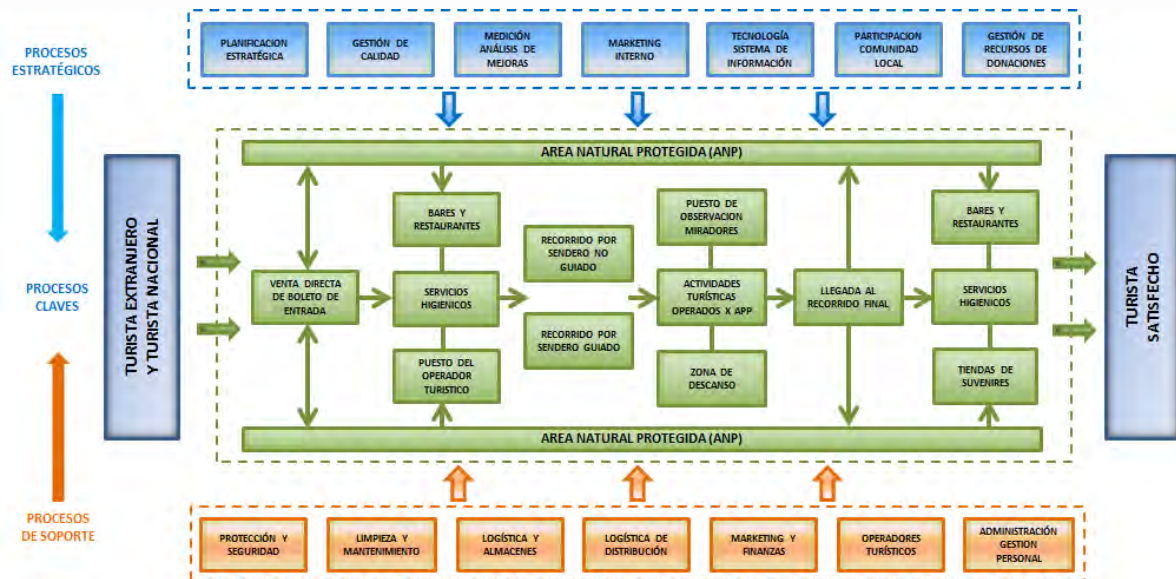 PROCESOS
ESTRATÉGICOS
PLANIFICACION
ESTRATÉGICA
GESTIÓN DE
CALIDAD
MEDICIÓN
ANÁLISIS DE
MEJORAS
MARKETING
INTERNO
TECNOLOGÍA
SISTEMA DE
INFORMACIÓN
PARTICIPACION
COMUNIDAD
LOCAL
GESTIÓN DE
RECURSOS DE
DONACIONES
PROCESOS
CLAVES
TURISTA EXTRANJERO
Y TURISTA NACIONAL
AREA NATURAL PROTEGIDA (ANP)
VENTA DIRECTA
DE BOLETO DE
ENTRADA
BARES Y
RESTAURANTES
SERVICIOS
HIGIENICOS
PUESTO DEL
OPERADOR
TURISTICO
RECORRIDO POR
SENDERO NO
GUIADO
RECORRIDO POR
SENDERO GUIADO
PUESTO DE
OBSERVACION
MIRADORES
ACTIVIDADES
TURÍSTICAS
OPERADOS X APP
ZONA DE
DESCANSO
LLEGADA AL
RECORRIDO FINAL
BARES Y
RESTAURANTES
SERVICIOS
HIGIENICOS
TIENDAS DE
SUVENIRES
AREA NATURAL PROTEGIDA (ANP)
TURISTA
SATISFECHO
PROCESOS
DE SOPORTE
PROTECCIÓN Y
SEGURIDAD
LIMPIEZA Y
MANTENIMIENTO
LOGÍSTICA Y
ALMACENES
LOGÍSTICA DE
DISTRIBUCIÓN
MARKETING Y
FINANZAS
OPERADORES
TURÍSTICOS
ADMINISTRACIÓN
GESTION
PERSONAL